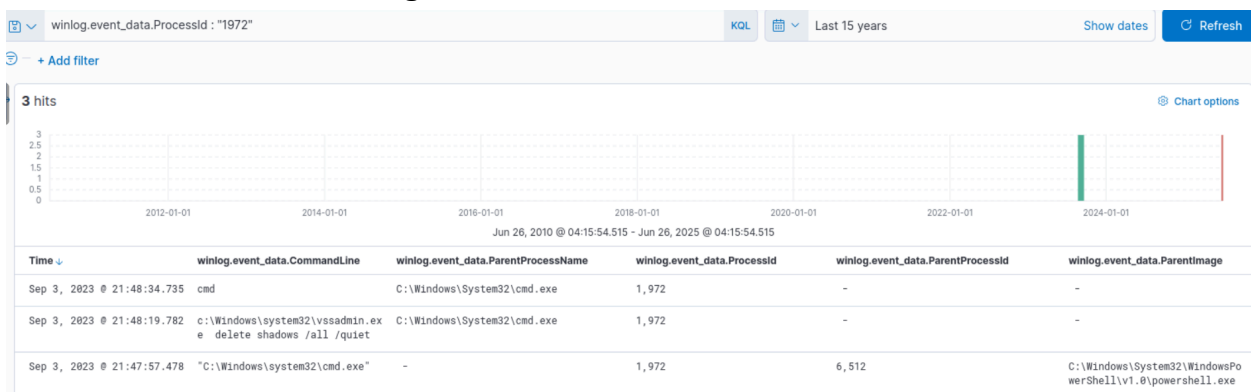 winlog.event_data.ProcessId : "1972" KQL Last 15 years Show dates Refresh
+ Add filter
3 hits Chart options
3
2.5
2
1.5
1
0.5
0
2012-01-01 2014-01-01 2016-01-01 2018-01-01 2020-01-01 2022-01-01 2024-01-01
Jun 26, 2010 @ 04:15:54.515 - Jun 26, 2025 @ 04:15:54.515
Time winlog.event_data.CommandLine winlog.event_data.ParentProcessName winlog.event_data.ProcessId winlog.event_data.ParentProcessId winlog.event_data.ParentImage
Sep 3, 2023 @ 21:48:34.735 cmd C:\Windows\System32\cmd.exe 1,972 - -
Sep 3, 2023 @ 21:48:19.782 c:\Windows\system32\vssadmin.ex C:\Windows\System32\cmd.exe 1,972 - -
e delete shadows /all /quiet
Sep 3, 2023 @ 21:47:57.478 "C:\Windows\system32\cmd.exe" - 1,972 6,512 C:\Windows\System32\WindowsPo
werShell\v1.0\powershell.exe